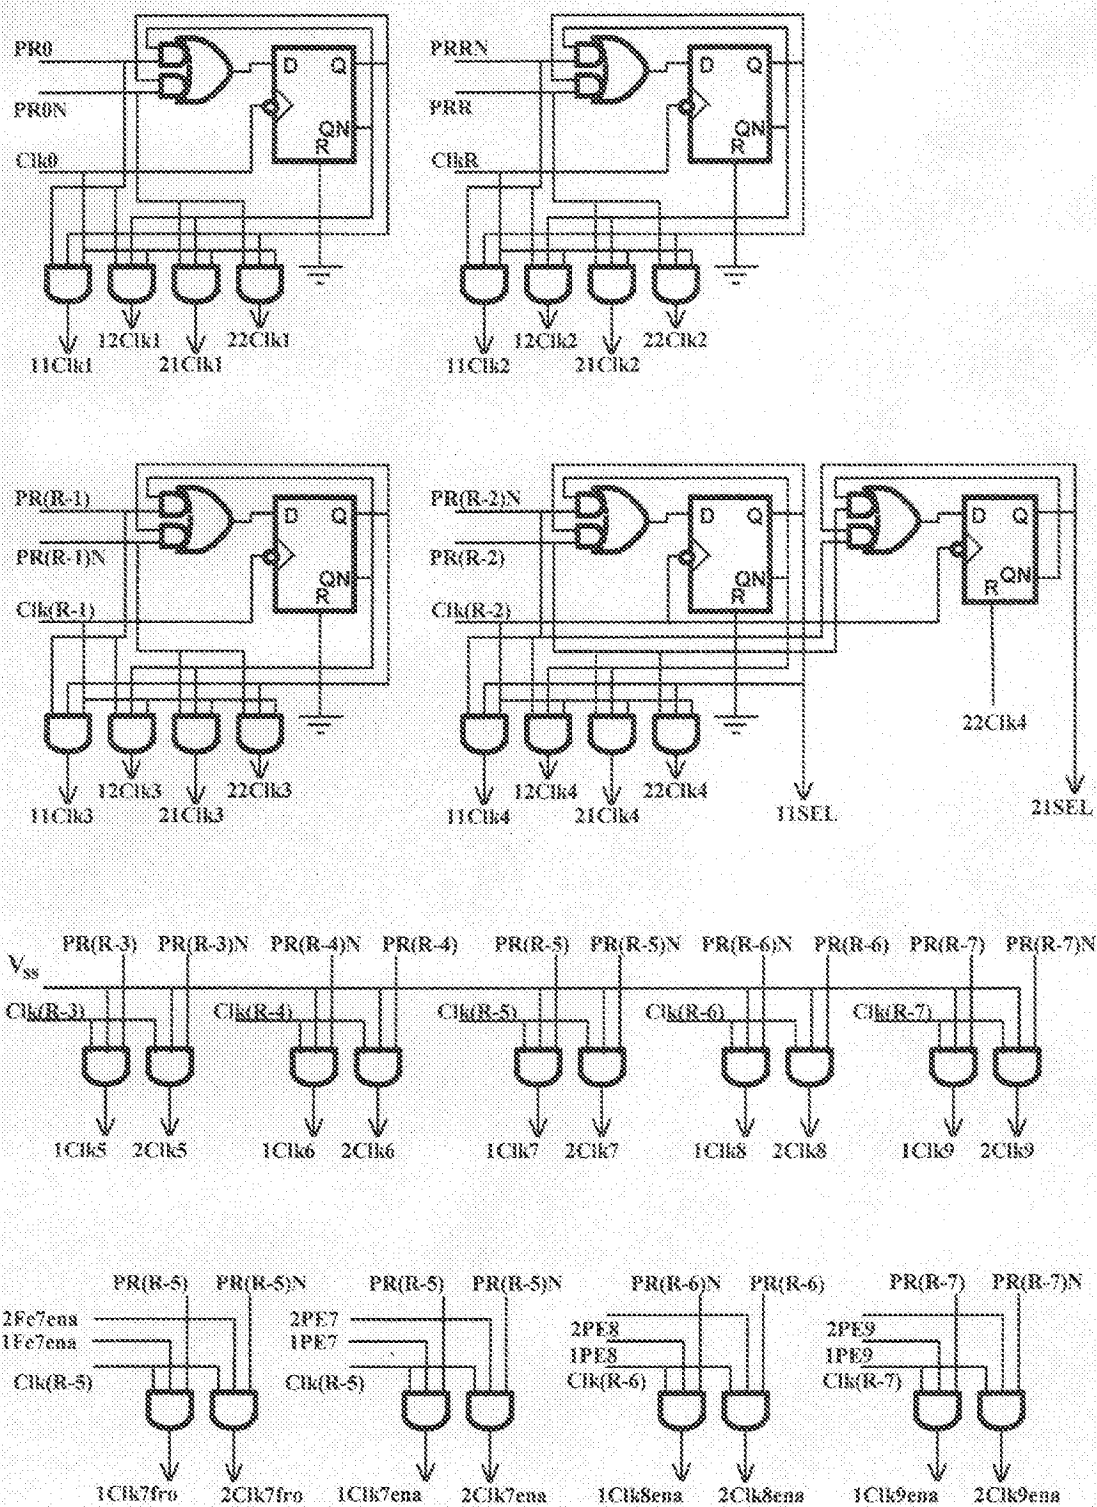 PR0
D Q
PR0N
QN
R
Clk0
11Clk1 12Clk1 21Clk1 22Clk1
PRRN
D Q
PRR
QN
R
ClkR
11Clk2 12Clk2 21Clk2 22Clk2
PR(R-1)
D Q
PR(R-1)N
QN
R
Clk(R-1)
11Clk3 12Clk3 21Clk3 22Clk3
PR(R-2)N
D Q
PR(R-2)
QN
R
Clk(R-2)
D Q
QN
R
22Clk4
11Clk4 12Clk4 21Clk4 22Clk4 11SEL 21SEL
PR(R-3) PR(R-3)N PR(R-4)N PR(R-4) PR(R-5) PR(R-5)N PR(R-6)N PR(R-6) PR(R-7) PR(R-7)N
Vss
Clk(R-3) Clk(R-4) Clk(R-5) Clk(R-6) Clk(R-7)
1Clk5 2Clk5 1Clk6 2Clk6 1Clk7 2Clk7 1Clk8 2Clk8 1Clk9 2Clk9
PR(R-5) PR(R-5)N PR(R-5) PR(R-5)N PR(R-6)N PR(R-6) PR(R-7) PR(R-7)N
2Fe7ena 2PE7 2PE8 2PE9
1Fe7ena 1PE7 1PE8 1PE9
Clk(R-5) Clk(R-5) Clk(R-6) Clk(R-7)
1Clk7fro 2Clk7fro 1Clk7ena 2Clk7ena 1Clk8ena 2Clk8ena 1Clk9ena 2Clk9ena